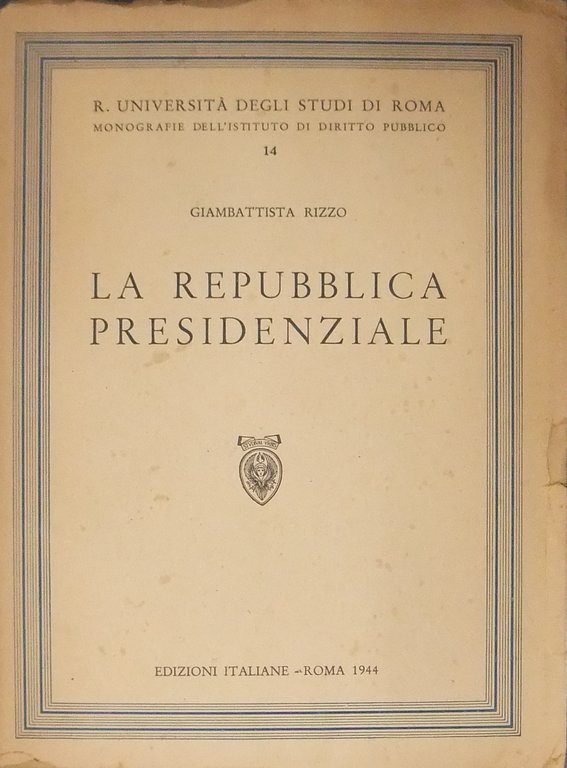 R. UNIVERSITÀ DEGLI STUDI DI ROMA
MONOGRAFIE DELL'ISTITUTO DI DIRITTO PUBBLICO
14
GIAMBATTISTA RIZZO
LA REPUBBLICA
PRESIDENZIALE
EDIZIONI ITALIANE - ROMA 1944